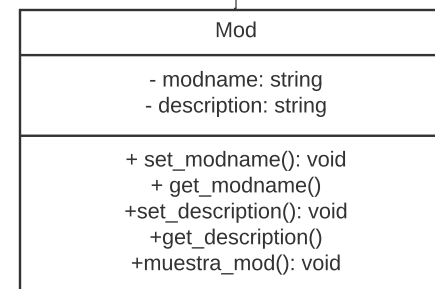 Mod
- modname: string
- description: string
+ set_modname(): void
+ get_modname()
+set_description(): void
+get_description()
+muestra_mod(): void